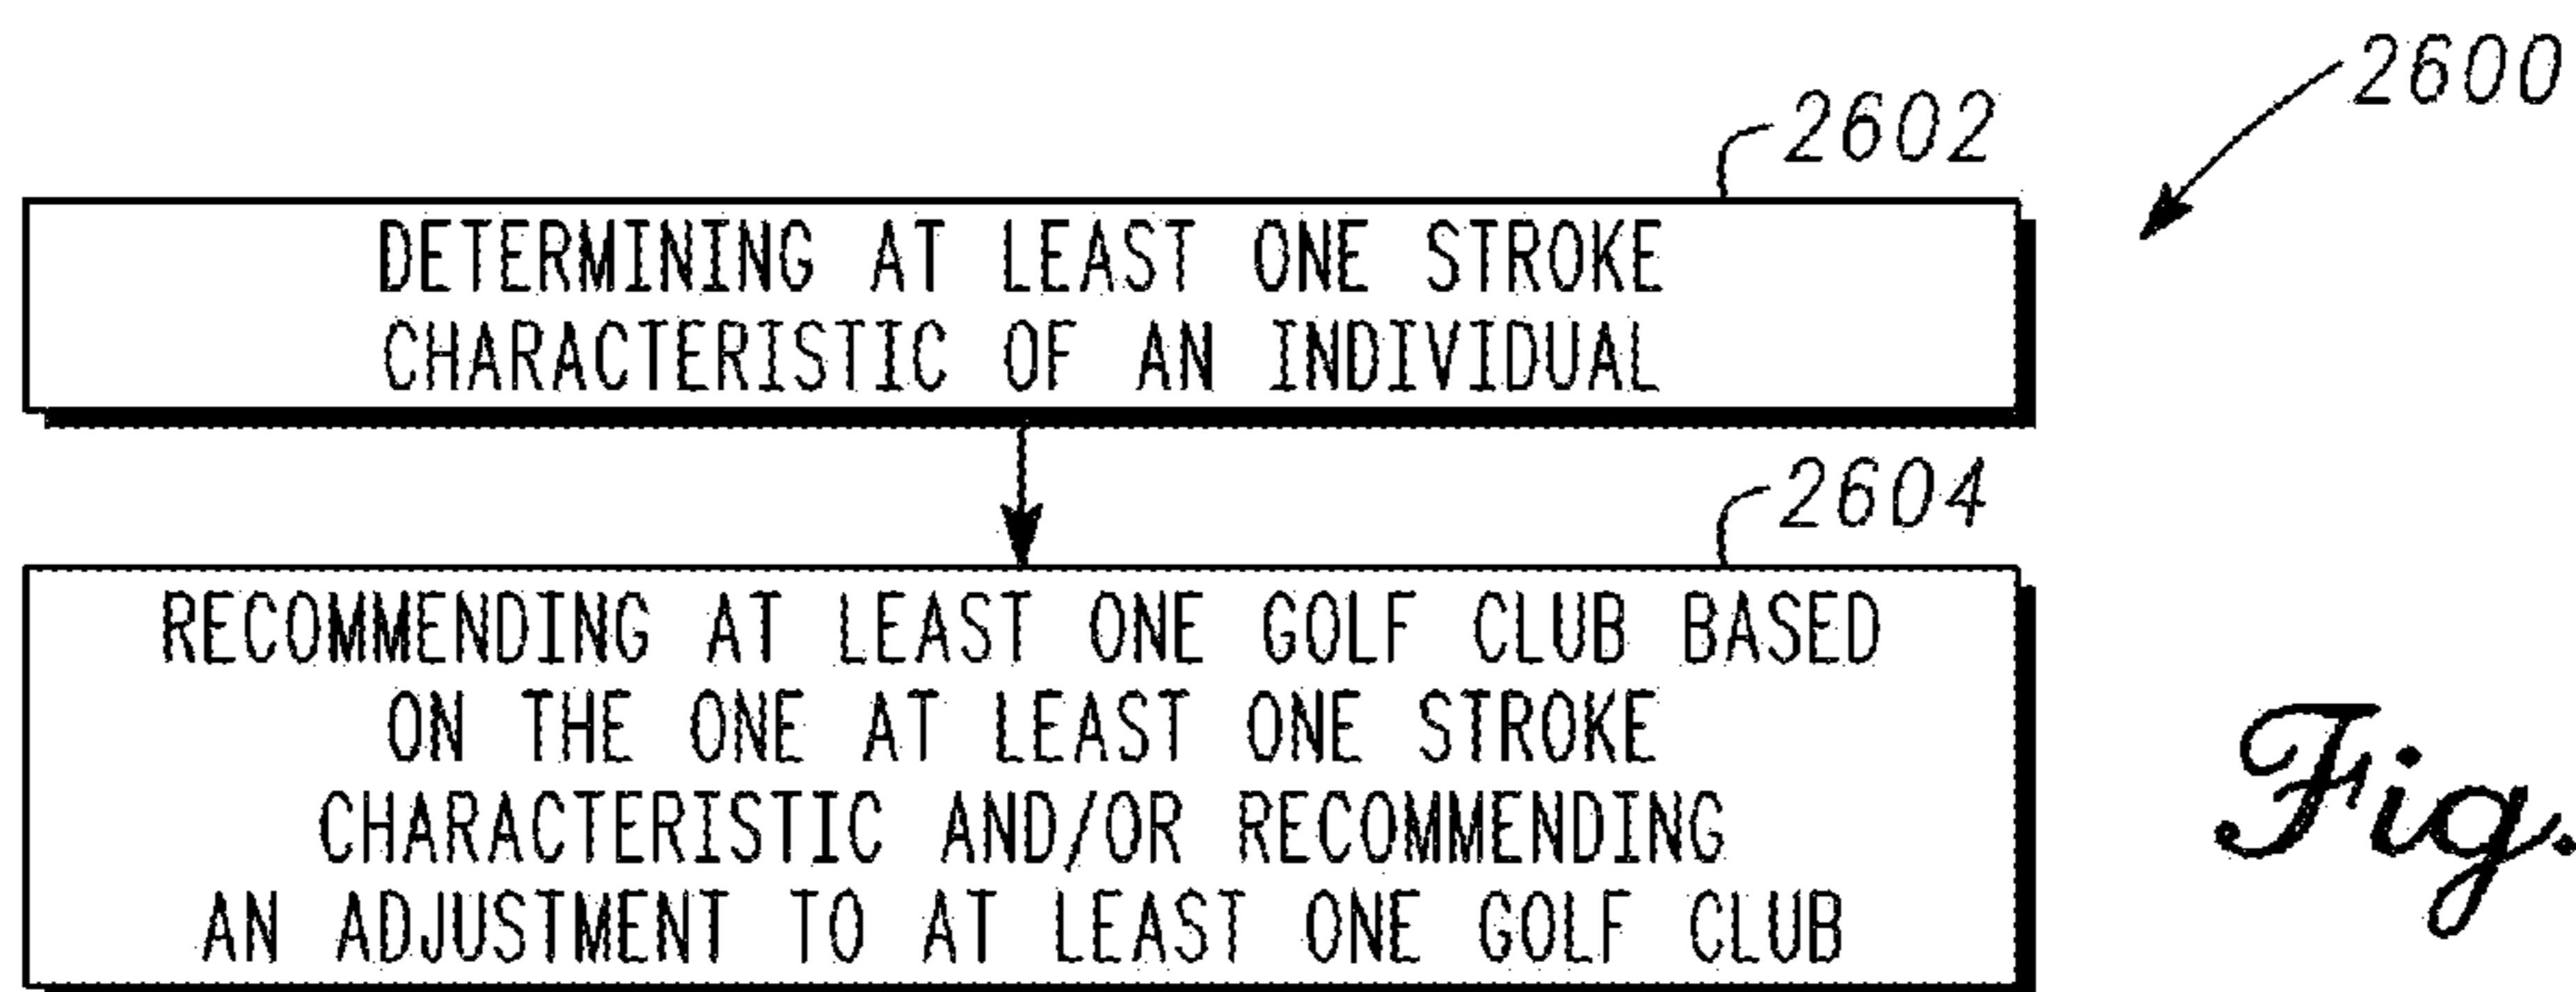 2600
2602
DETERMINING AT LEAST ONE STROKE
CHARACTERISTIC OF AN INDIVIDUAL
2604
RECOMMENDING AT LEAST ONE GOLF CLUB BASED
ON THE ONE AT LEAST ONE STROKE
CHARACTERISTIC AND/OR RECOMMENDING
AN ADJUSTMENT TO AT LEAST ONE GOLF CLUB
Fig.